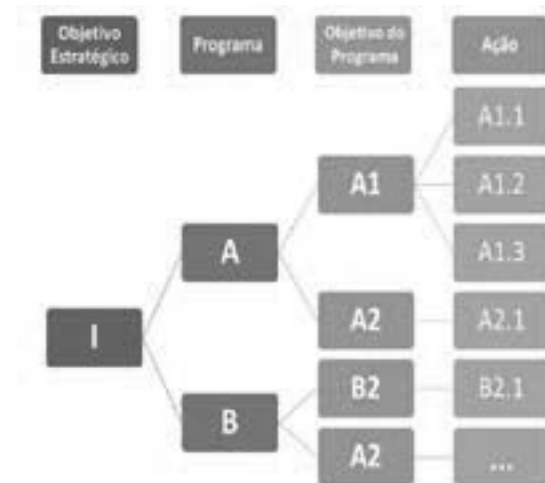 Objetivo
Estratégico
Programa
Objetivo do
Programa
Ação
A1.1
A1
A1.2
A
A1.3
I
A2
A2.1
B2
B2.1
B
A2
...